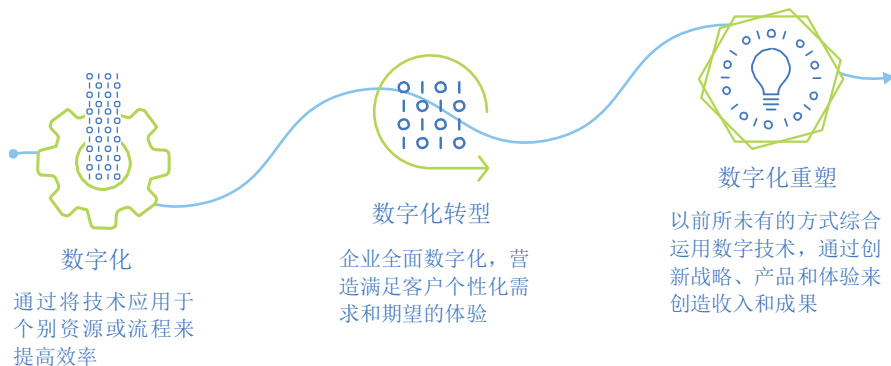 数字化
通过将技术应用于
个别资源或流程来
提高效率
数字化转型
企业全面数字化，营
造满足客户个性化需
求和期望的体验
数字化重塑
以前所未有的方式综合
运用数字技术，通过创
新战略、产品和体验来
创造收入和成果